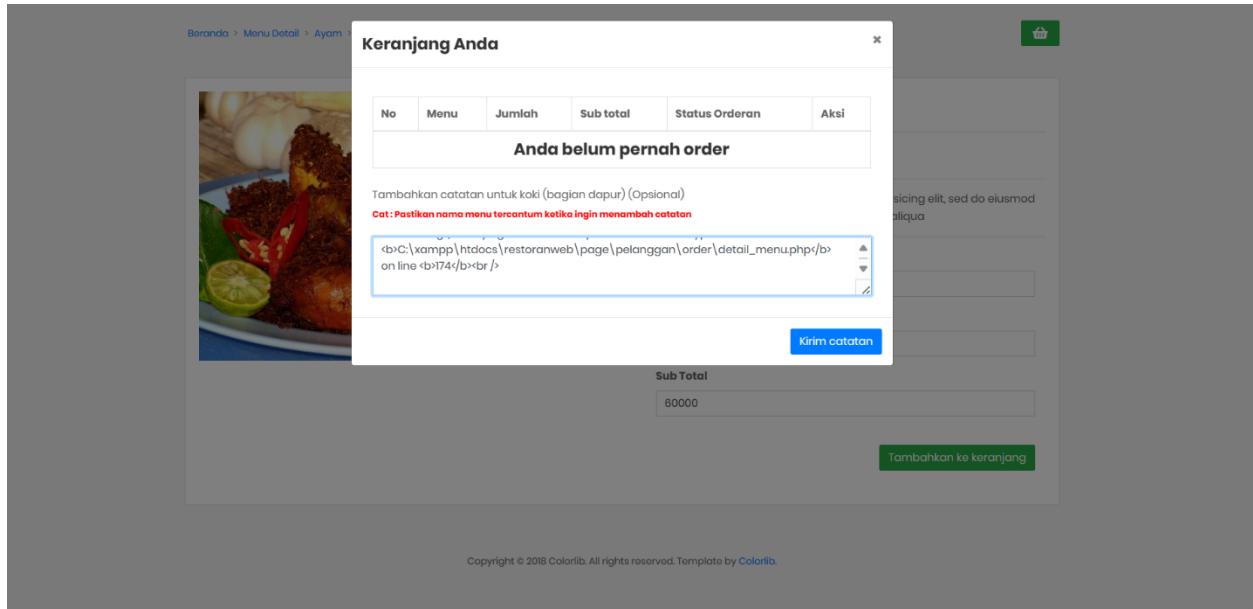 Beranda > Menu Detail > Ayam >
Keranjang Anda
×
No Menu Jumlah Sub total Status Orderan Aksi
Anda belum pernah order
Tambahkan catatan untuk koki (bagian dapur) (Opsional)
Cat : Pastikan nama menu tercantum ketika ingin menambah catatan
<b>C:\xampp\htdocs\restoranweb\page\pelanggan\order\detail_menu.php</b>
on line <b>174</b><br />
Kirim catatan
sicing elit, sed do eiusmod
aliqua
Sub Total
60000
Tambahkan ke keranjang
Copyright © 2018 Colorlib. All rights reserved. Template by Colorlib.